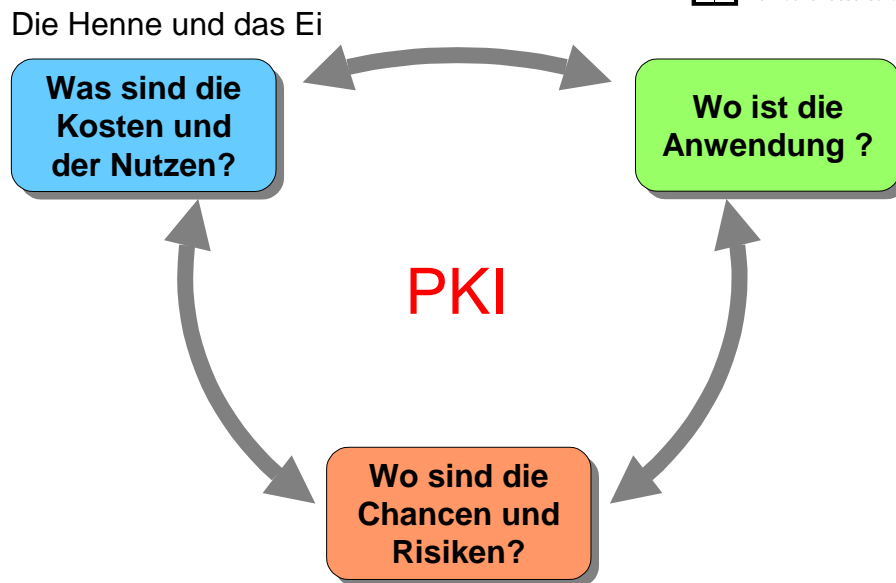 Die Henne und das Ei
Was sind die
Kosten und
der Nutzen?
Wo ist die
Anwendung ?
PKI
Wo sind die
Chancen und
Risiken?